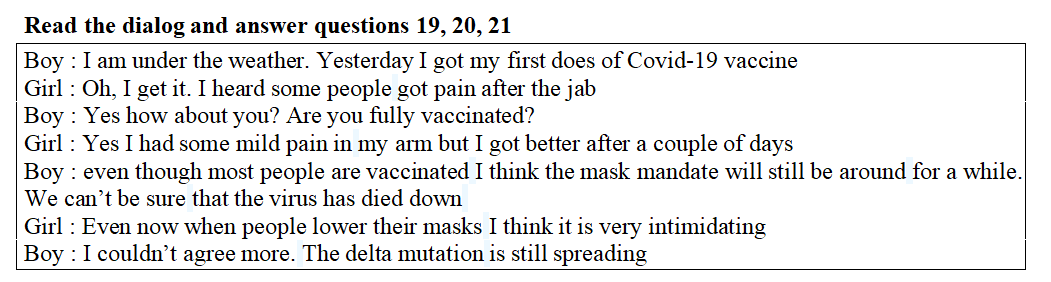 Read the dialog and answer questions 19, 20, 21
Boy : I am under the weather. Yesterday I got my first does of Covid-19 vaccine
Girl : Oh, I get it. I heard some people got pain after the jab
Boy : Yes how about you? Are you fully vaccinated?
Girl : Yes I had some mild pain in my arm but I got better after a couple of days
Boy : even though most people are vaccinated I think the mask mandate will still be around for a while.
We can’t be sure that the virus has died down
Girl : Even now when people lower their masks I think it is very intimidating
Boy : I couldn’t agree more. The delta mutation is still spreading